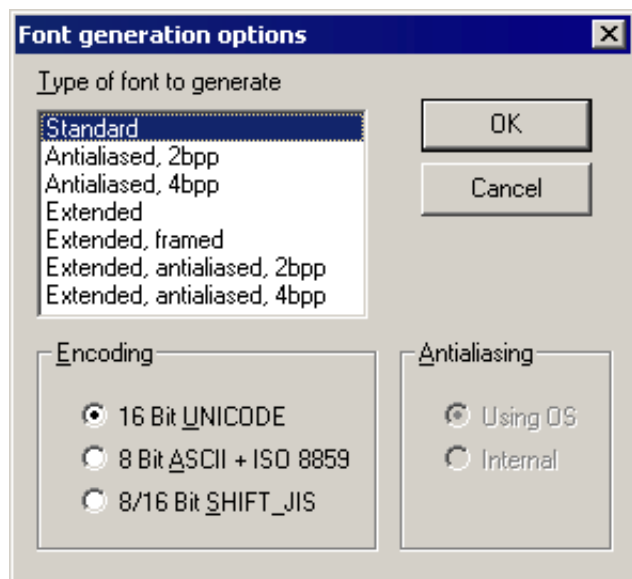 Font generation options
Type of font to generate
Standard
Antialiased, 2bpp
Antialiased, 4bpp
Extended
Extended, framed
Extended, antialiased, 2bpp
Extended, antialiased, 4bpp
OK
Cancel
Encoding
16 Bit UNICODE
8 Bit ASCII + ISO 8859
8/16 Bit SHIFT_JIS
Antialiasing
Using OS
Internal